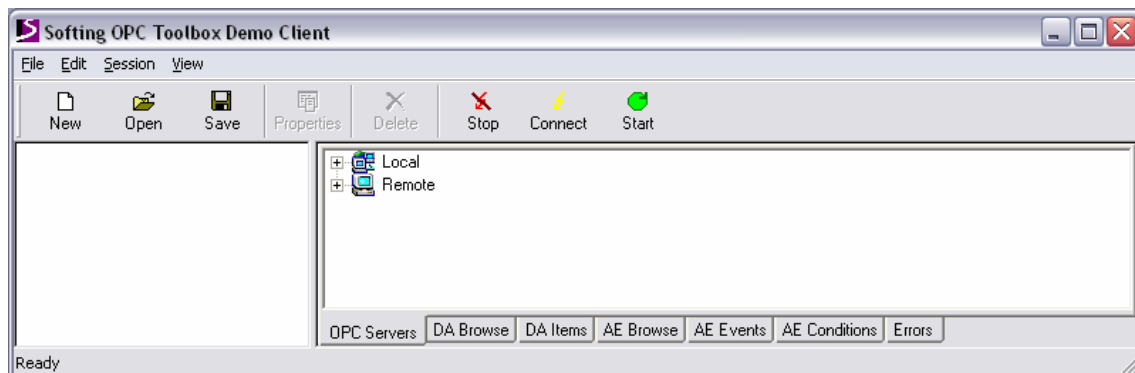 Softing OPC Toolbox Demo Client
File Edit Session View
New Open Save Properties Delete Stop Connect Start
Local
Remote
OPC Servers DA Browse DA Items AE Browse AE Events AE Conditions Errors
Ready